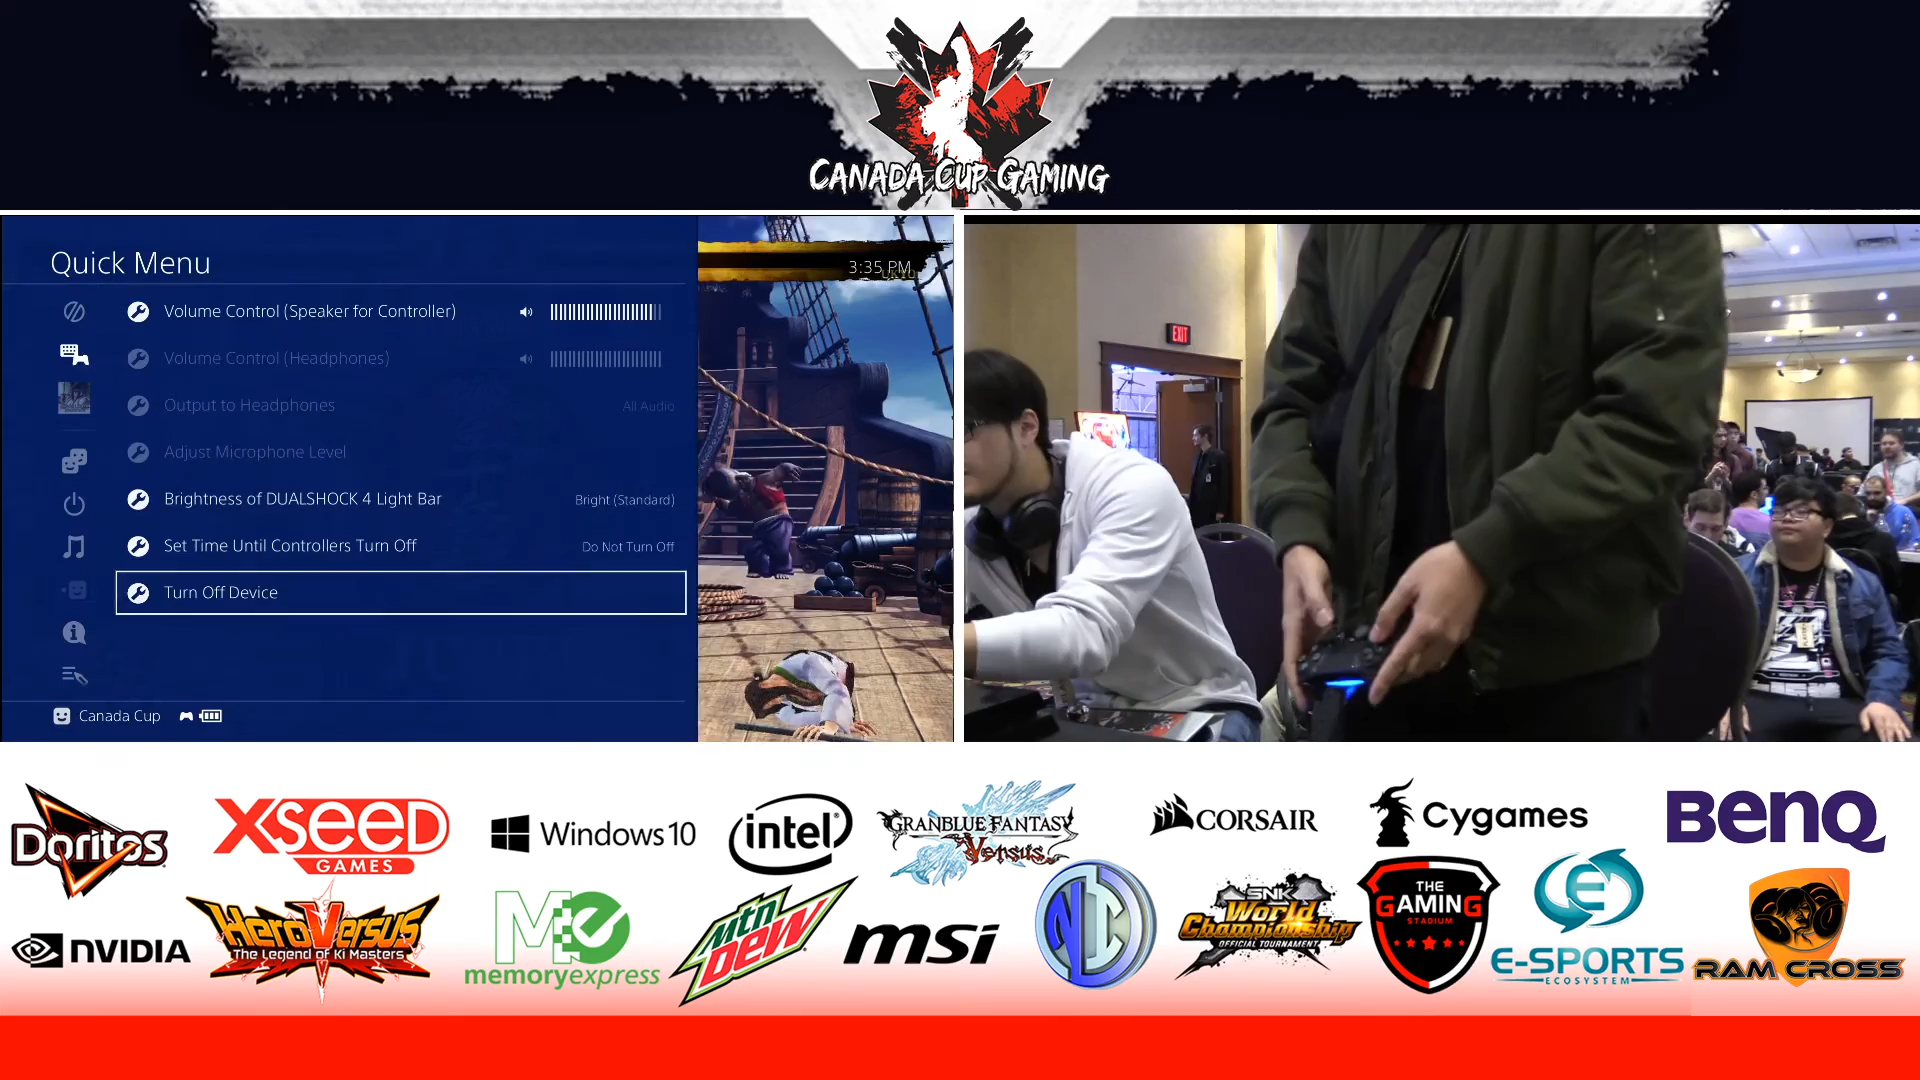 CANADA CUP GAMING
Quick Menu
3:35 PM
Volume Control (Speaker for Controller)
Volume Control (Headphones)
Output to Headphones All Audio
Adjust Microphone Level
Brightness of DUALSHOCK 4 Light Bar Bright (Standard)
Set Time Until Controllers Turn Off Do Not Turn Off
Turn Off Device
Canada Cup
EXIT
Doritos
XSEED
GAMES
Windows 10
intel
GRANBLUE FANTASY
Versus
CORSAIR
Cygames
BenQ
NVIDIA
HeroVersus
The Legend of Ki Masters
ME
memoryexpress
mtn
DEW
msi
SNK
World
Championship
OFFICIAL TOURNAMENT
THE
GAMING
STADIUM
E-SPORTS
ECOSYSTEM
RAM CROSS